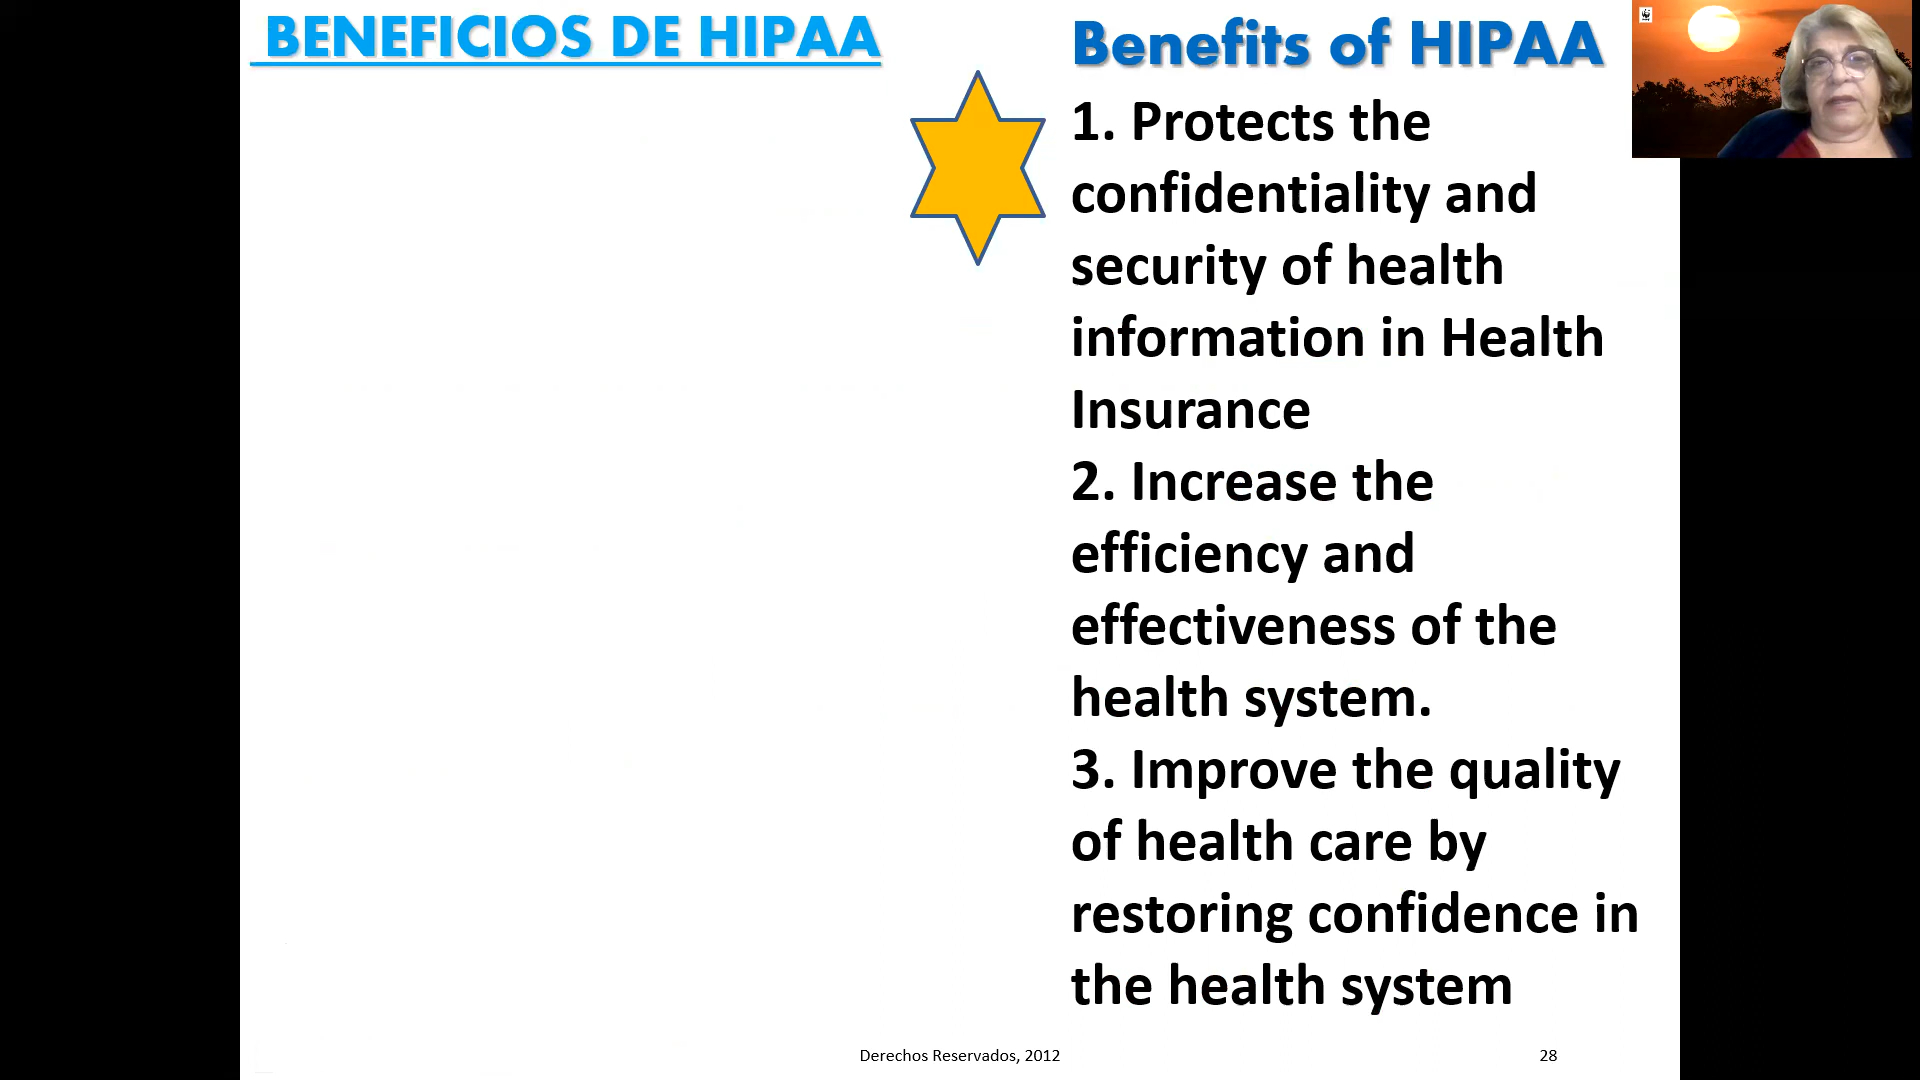 BENEFICIOS DE HIPAA
Benefits of HIPAA
1. Protects the
confidentiality and
security of health
information in Health
Insurance
2. Increase the
efficiency and
effectiveness of the
health system.
3. Improve the quality
of health care by
restoring confidence in
the health system
Derechos Reservados, 2012
28